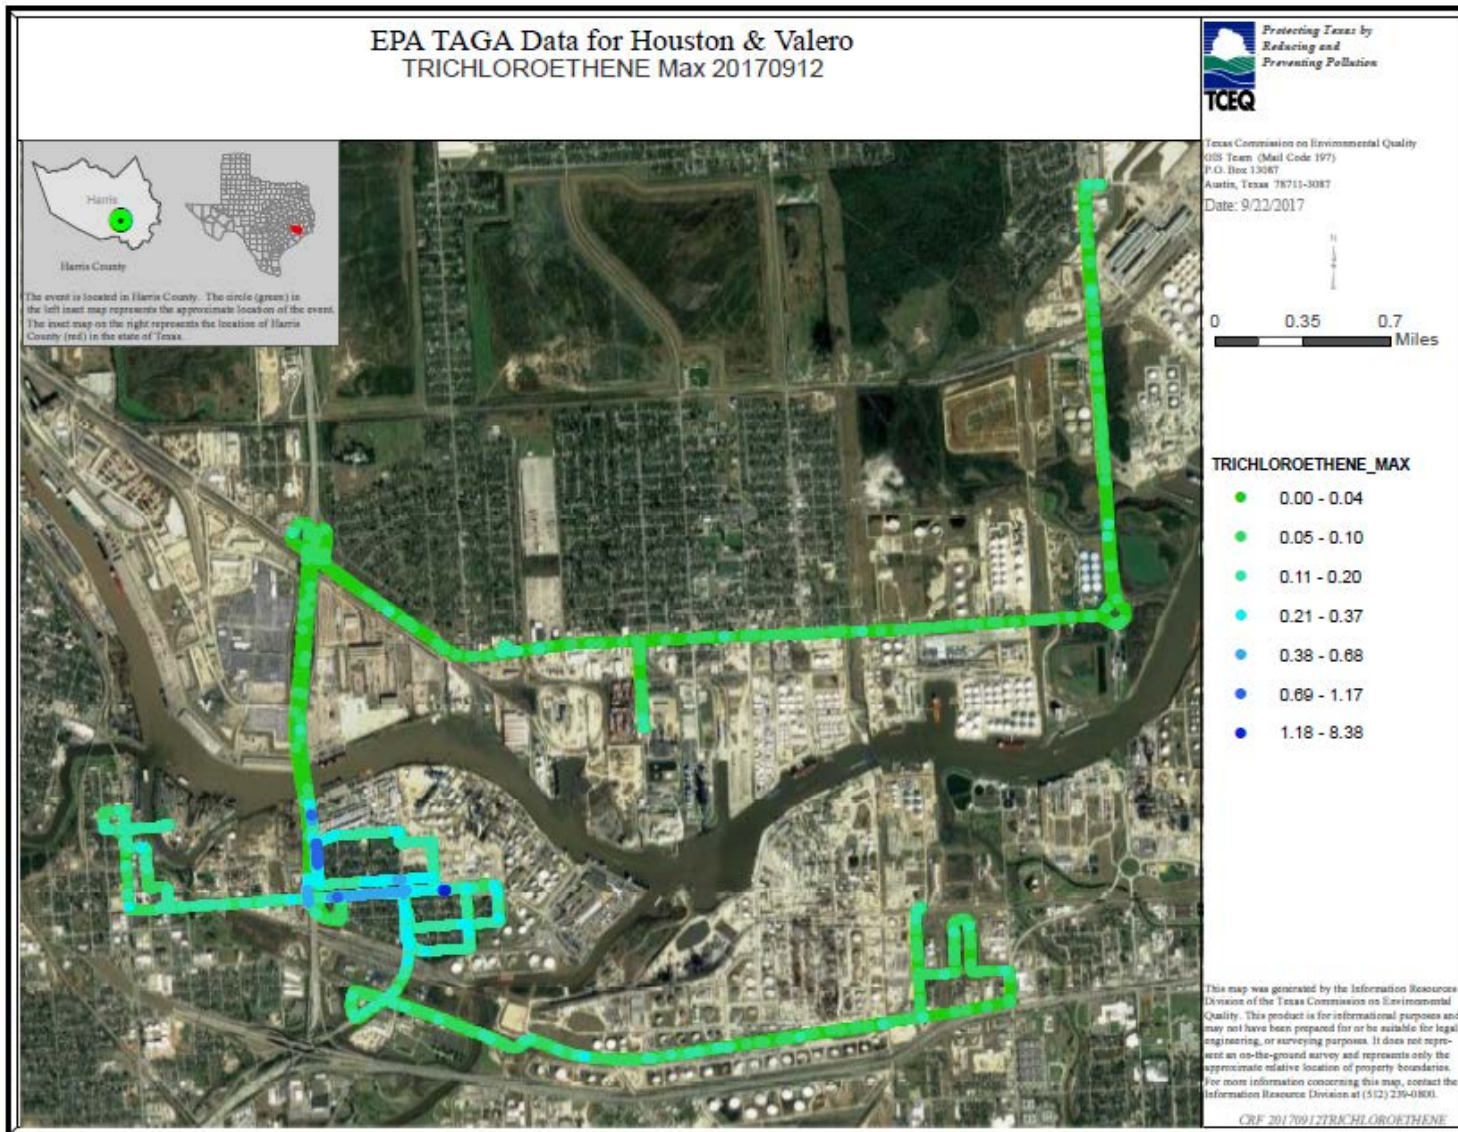 EPA TAGA Data for Houston & Valero
TRICHLOROETHENE Max 20170912
Protecting Texas by
Reducing and
Preventing Pollution
TCEQ
Texas Commission on Environmental Quality
GIS Team (Mail Code 197)
P.O. Box 13087
Austin, Texas 78711-3087
Date: 9/22/2017
N
0 0.35 0.7
Miles
Harris
Harris County
The event is located in Harris County. The circle (green) in
the left inset map represents the approximate location of the event.
The inset map on the right represents the location of Harris
County (red) in the state of Texas.
TRICHLOROETHENE_MAX
0.00 - 0.04
0.05 - 0.10
0.11 - 0.20
0.21 - 0.37
0.38 - 0.68
0.69 - 1.17
1.18 - 8.38
This map was generated by the Information Resources
Division of the Texas Commission on Environmental
Quality. This product is for informational purposes and
may not have been prepared for or be suitable for legal,
engineering, or surveying purposes. It does not repre-
sent an on-the-ground survey and represents only the
approximate relative location of property boundaries.
For more information concerning this map, contact the
Information Resource Division at (512) 239-0800.
CRF 20170912TRICHLOROETHENE